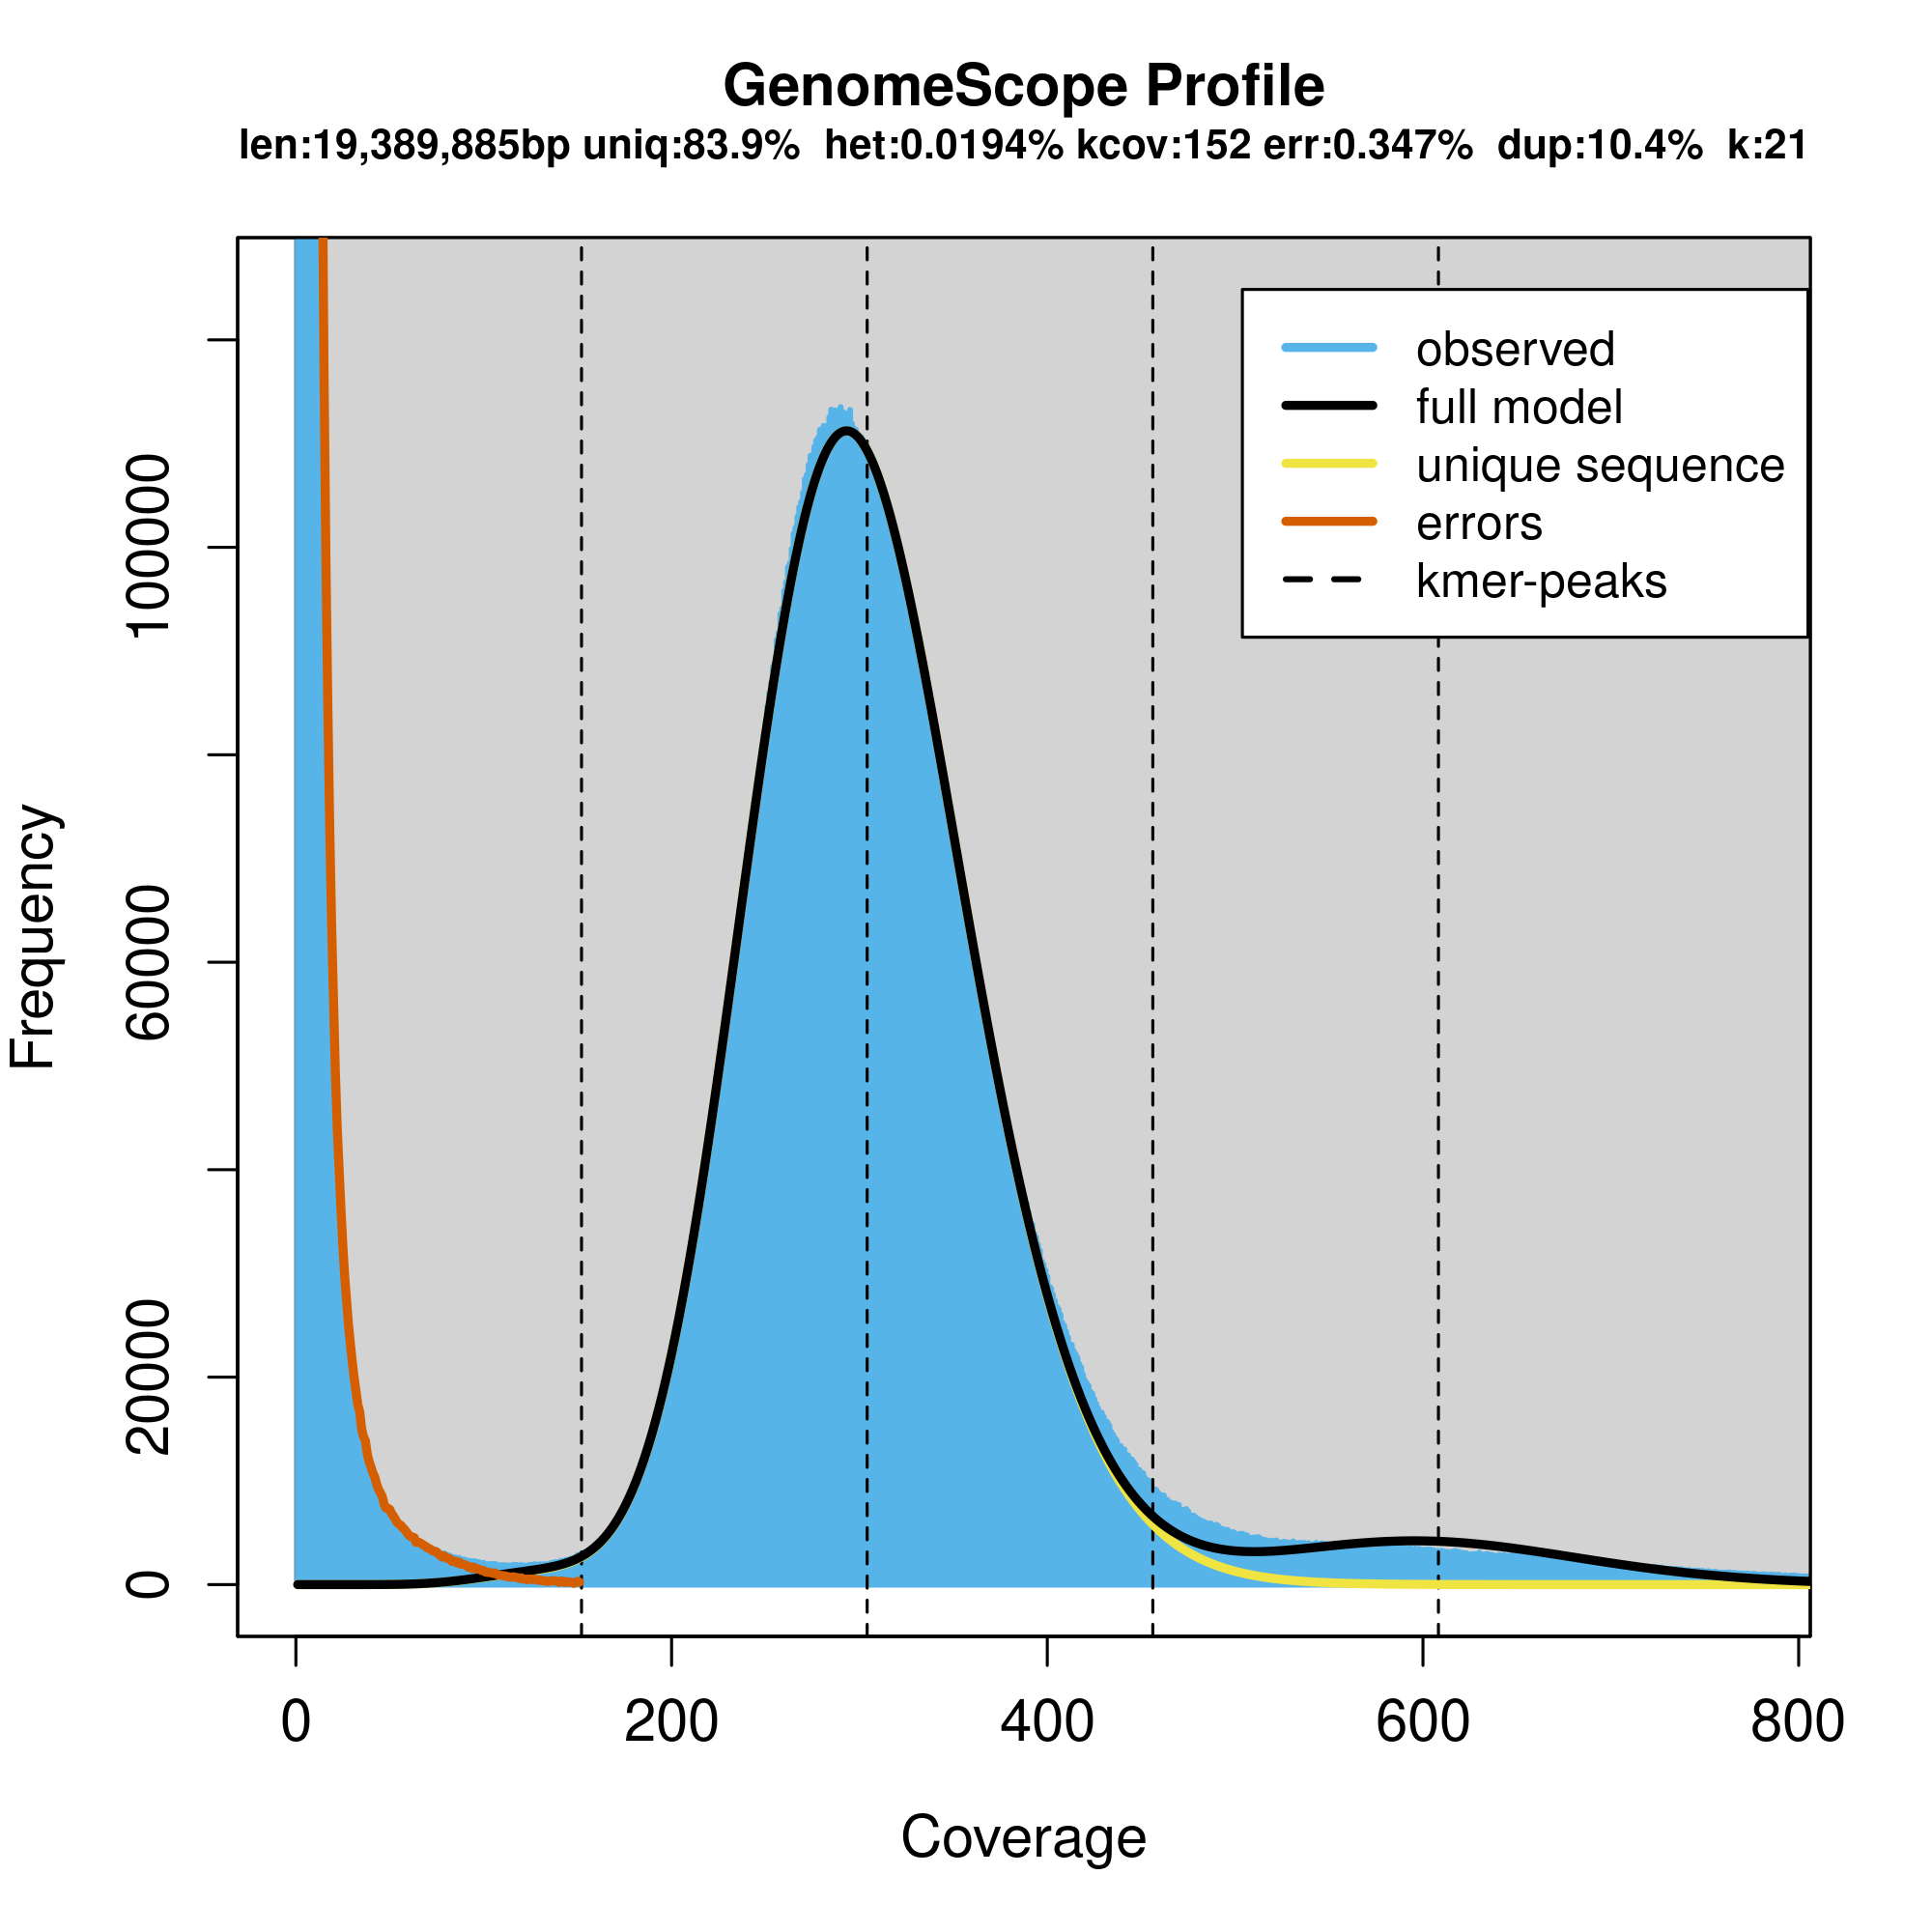 GenomeScope Profile
len:19,389,885bp uniq:83.9% het:0.0194% kcov:152 err:0.347% dup:10.4% k:21
observed
full model
unique sequence
errors
kmer-peaks
Frequency
100000
60000
20000
0
0 200 400 600 800
Coverage